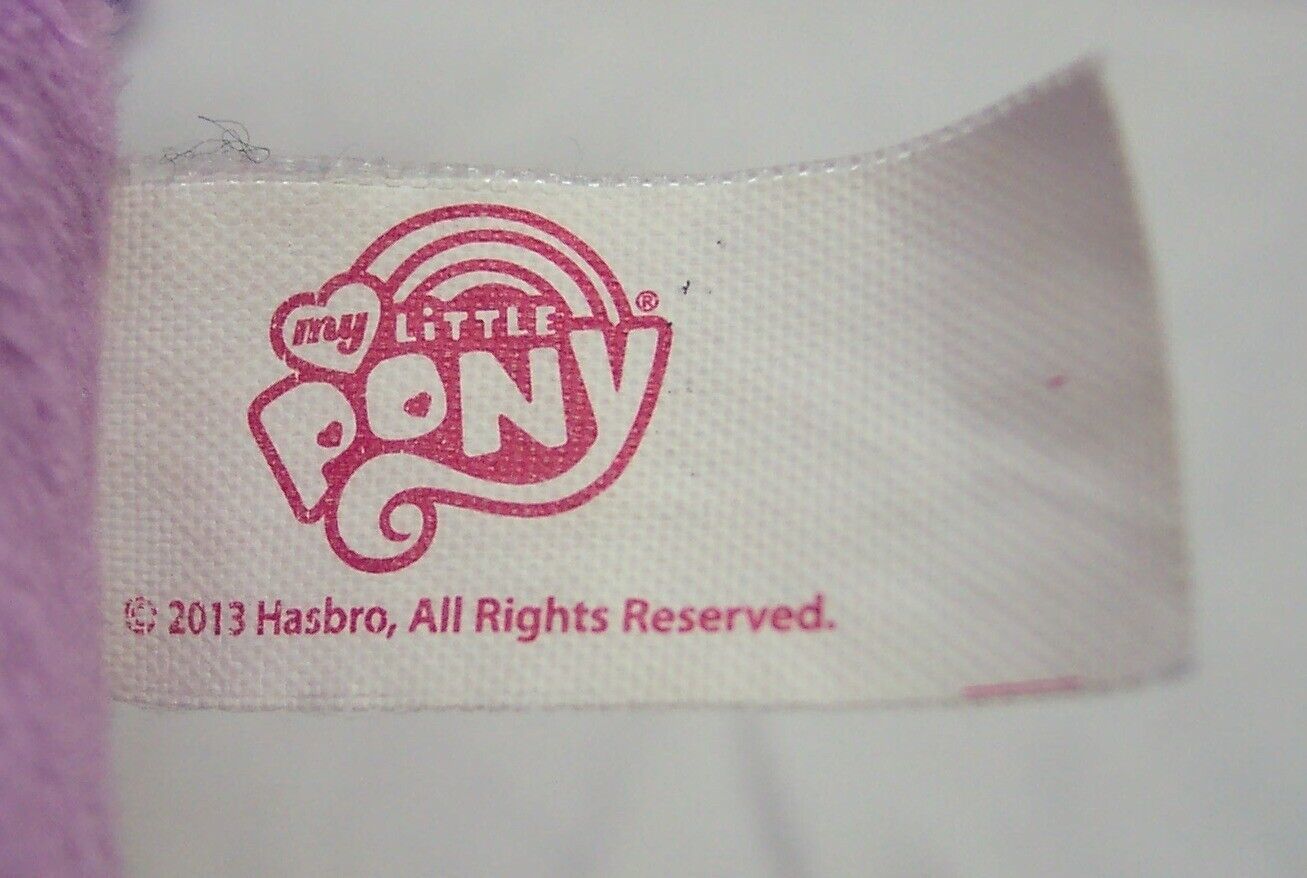 my LiTTLE ®
PONY
© 2013 Hasbro, All Rights Reserved.